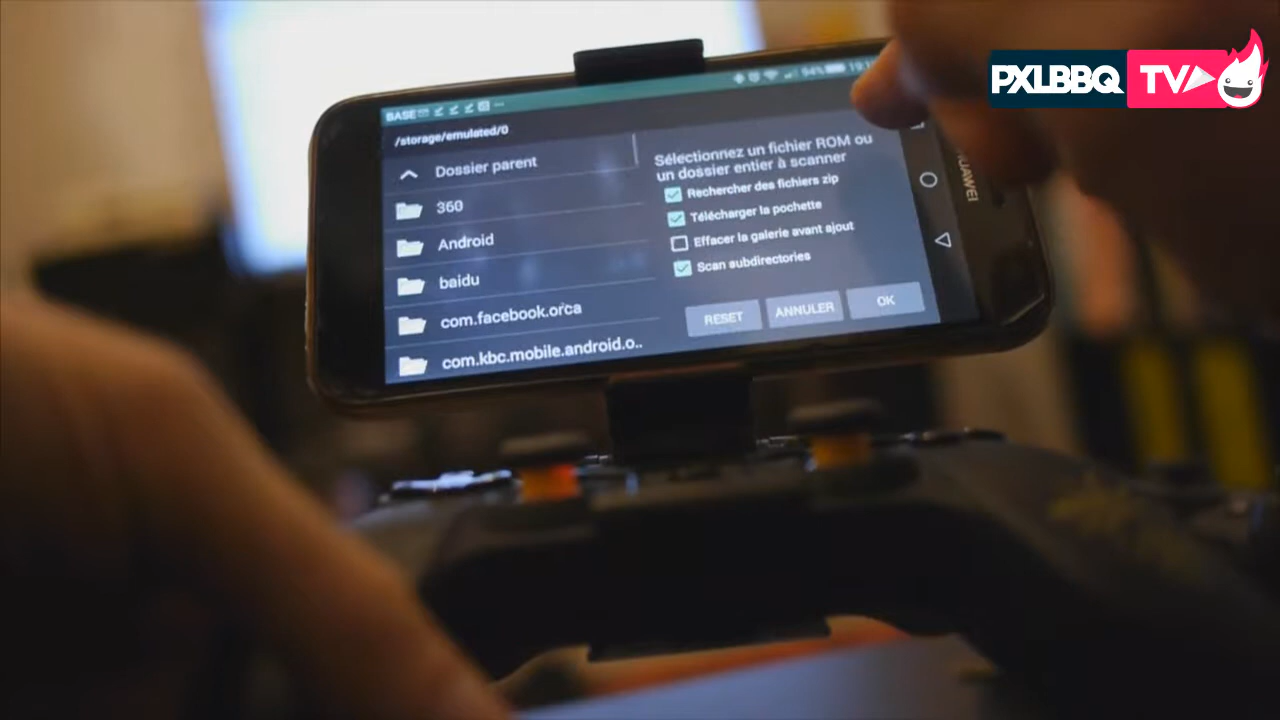 PXLBBQ TV
BASE
94%
/storage/emulated/0
Dossier parent
360
Android
baidu
com.facebook.orca
com.kbc.mobile.android.o..
Sélectionnez un fichier ROM ou
un dossier entier à scanner
Rechercher des fichiers zip
Télécharger la pochette
Effacer la galerie avant ajout
Scan subdirectories
RESET
ANNULER
OK
HUAWEI